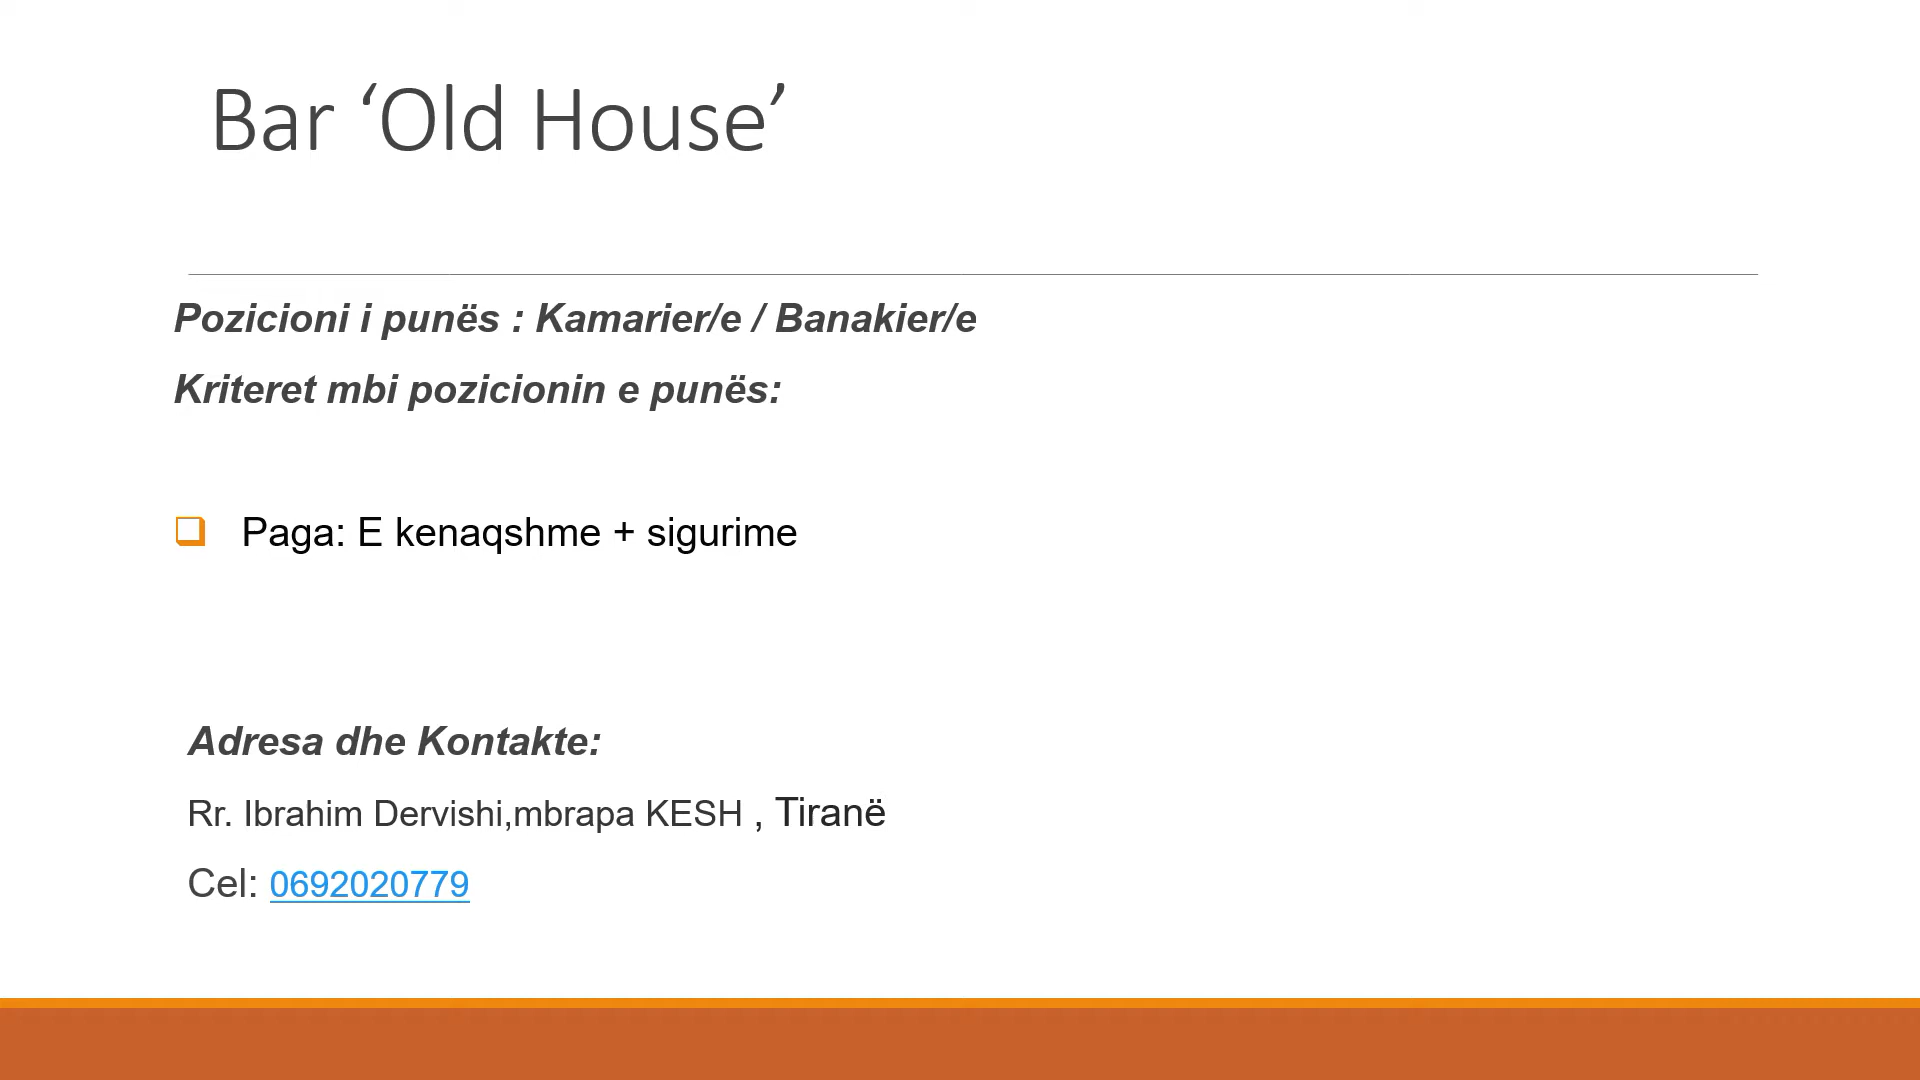 Bar ‘Old House’
Pozicioni i punës : Kamarier/e / Banakier/e
Kriteret mbi pozicionin e punës:
Paga: E kenaqshme + sigurime
Adresa dhe Kontakte:
Rr. Ibrahim Dervishi,mbrapa KESH , Tiranë
Cel: 0692020779